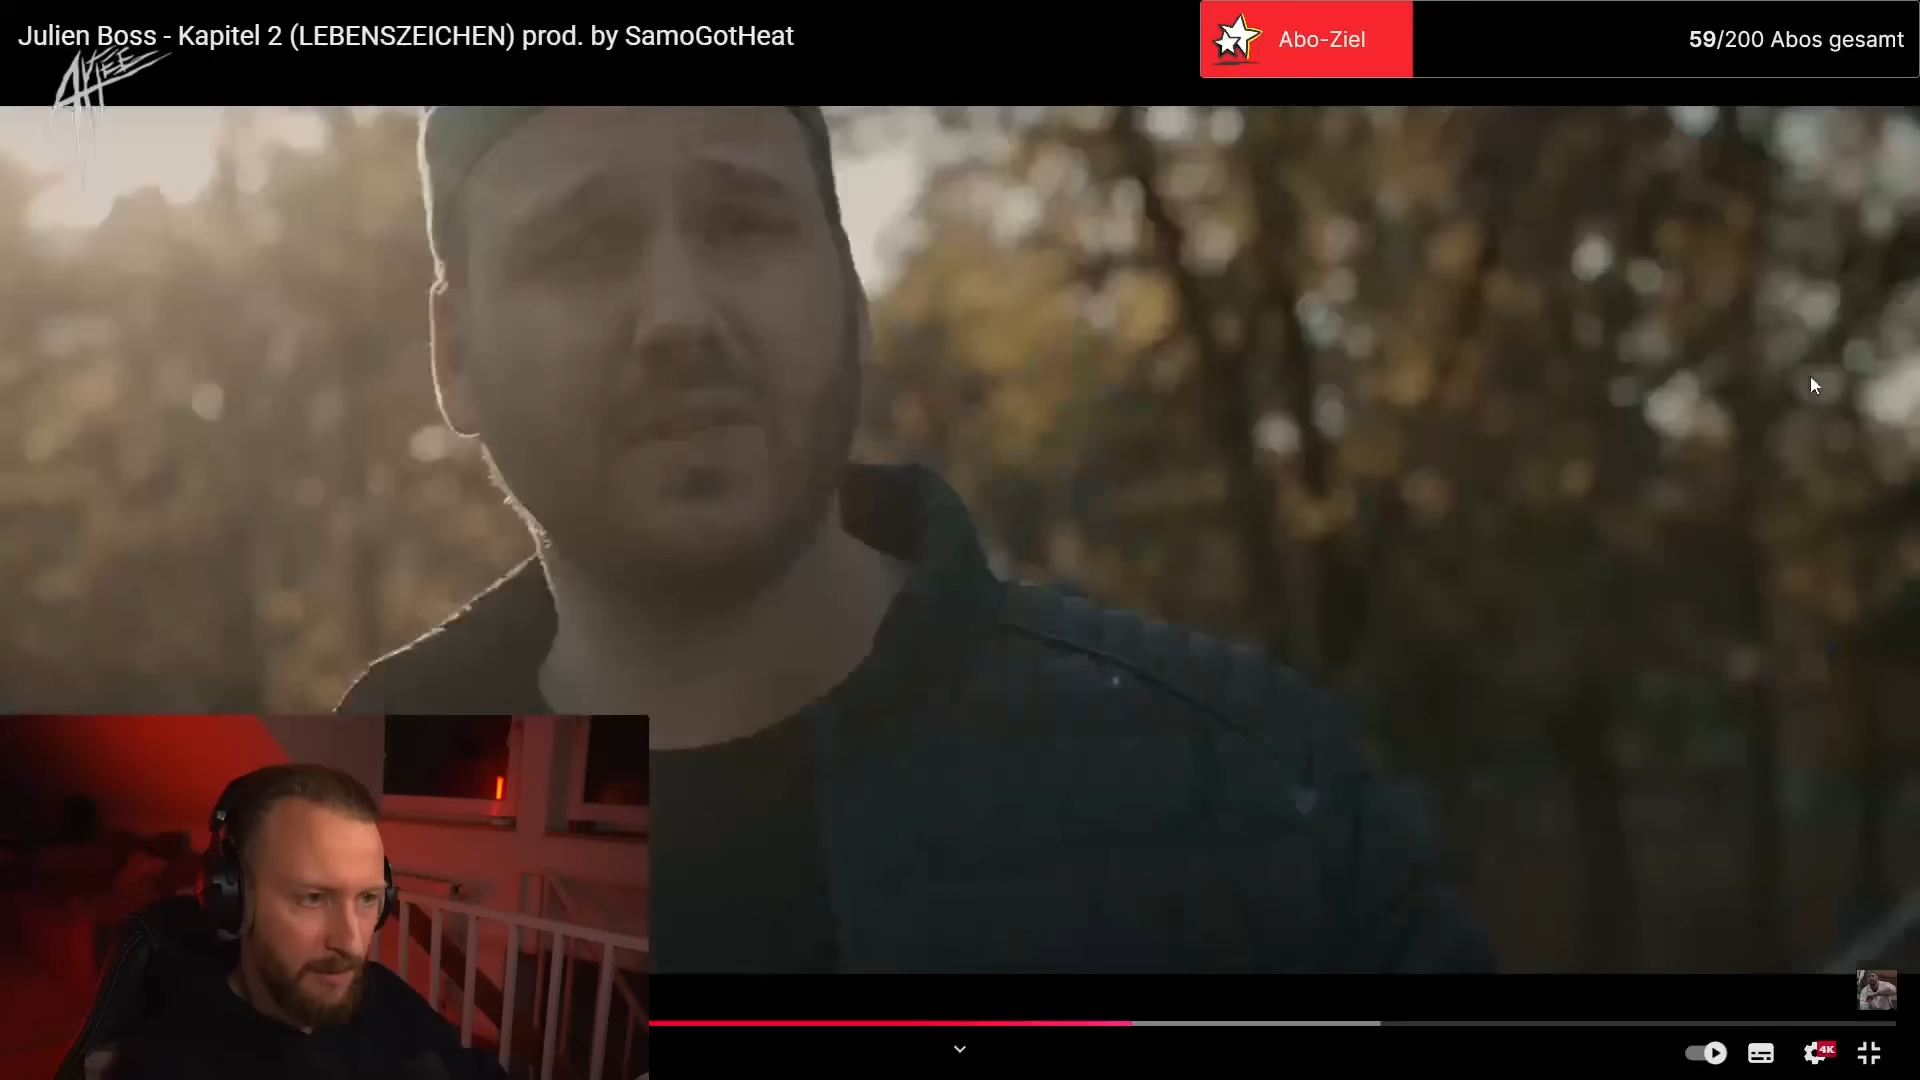 Julien Boss - Kapitel 2 (LEBENSZEICHEN) prod. by SamoGotHeat
Abo-Ziel
59/200 Abos gesamt
4K